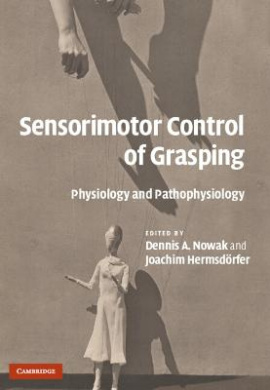 Sensorimotor Control
of Grasping
Physiology and Pathophysiology
EDITED BY
Dennis A. Nowak and
Joachim Hermsdörfer
CAMBRIDGE